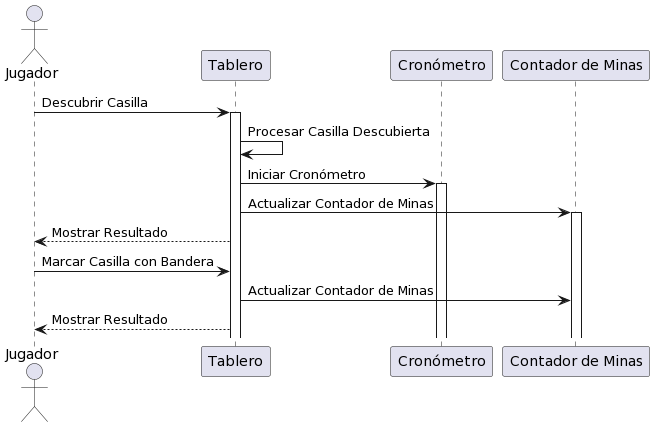 Jugador
Tablero
Cronómetro
Contador de Minas
Descubrir Casilla
Procesar Casilla Descubierta
Iniciar Cronómetro
Actualizar Contador de Minas
Mostrar Resultado
Marcar Casilla con Bandera
Actualizar Contador de Minas
Mostrar Resultado
Jugador
Tablero
Cronómetro
Contador de Minas